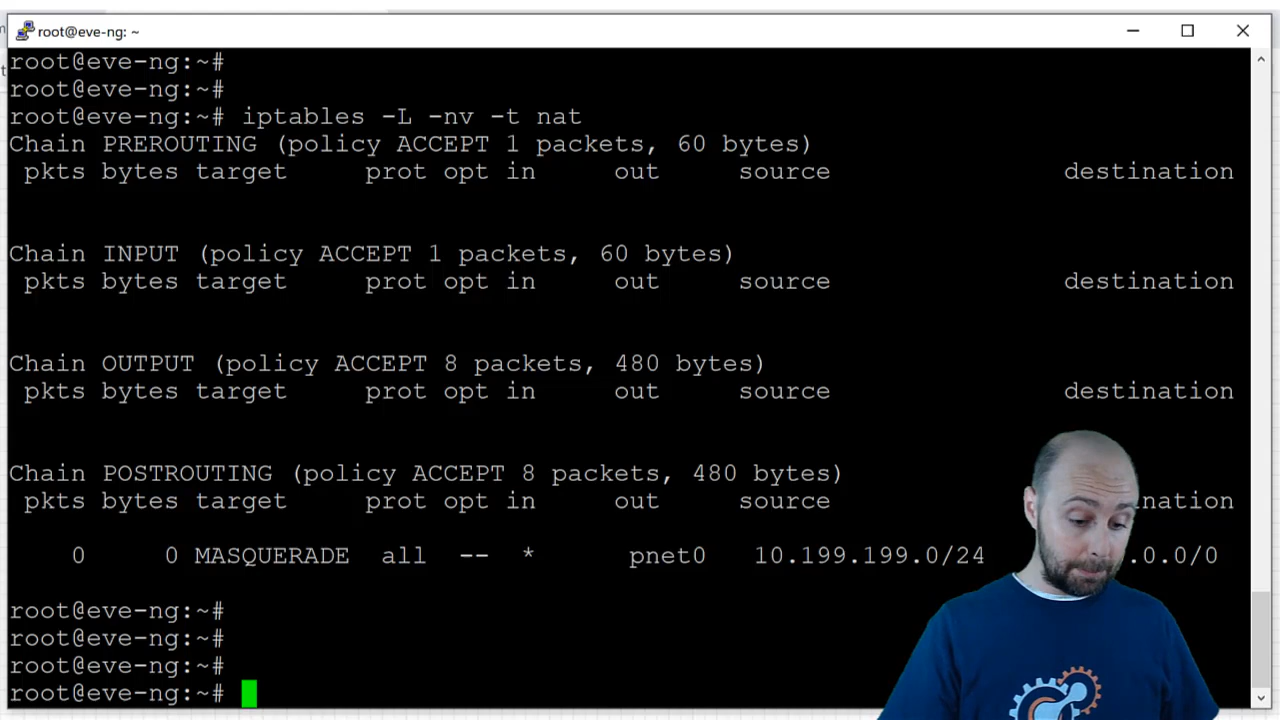 root@eve-ng: ~
root@eve-ng:~#
root@eve-ng:~#
root@eve-ng:~# iptables -L -nv -t nat
Chain PREROUTING (policy ACCEPT 1 packets, 60 bytes)
pkts bytes target prot opt in out source destination
Chain INPUT (policy ACCEPT 1 packets, 60 bytes)
pkts bytes target prot opt in out source destination
Chain OUTPUT (policy ACCEPT 8 packets, 480 bytes)
pkts bytes target prot opt in out source destination
Chain POSTROUTING (policy ACCEPT 8 packets, 480 bytes)
pkts bytes target prot opt in out source nation
0 0 MASQUERADE all -- * pnet0 10.199.199.0/24 .0.0/0
root@eve-ng:~#
root@eve-ng:~#
root@eve-ng:~#
root@eve-ng:~#